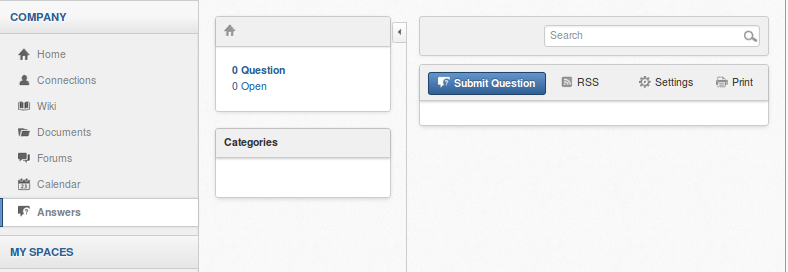 COMPANY
Home
Connections
Wiki
Documents
Forums
23 Calendar
Answers
MY SPACES
0 Question
0 Open
Categories
Search
Submit Question RSS Settings Print